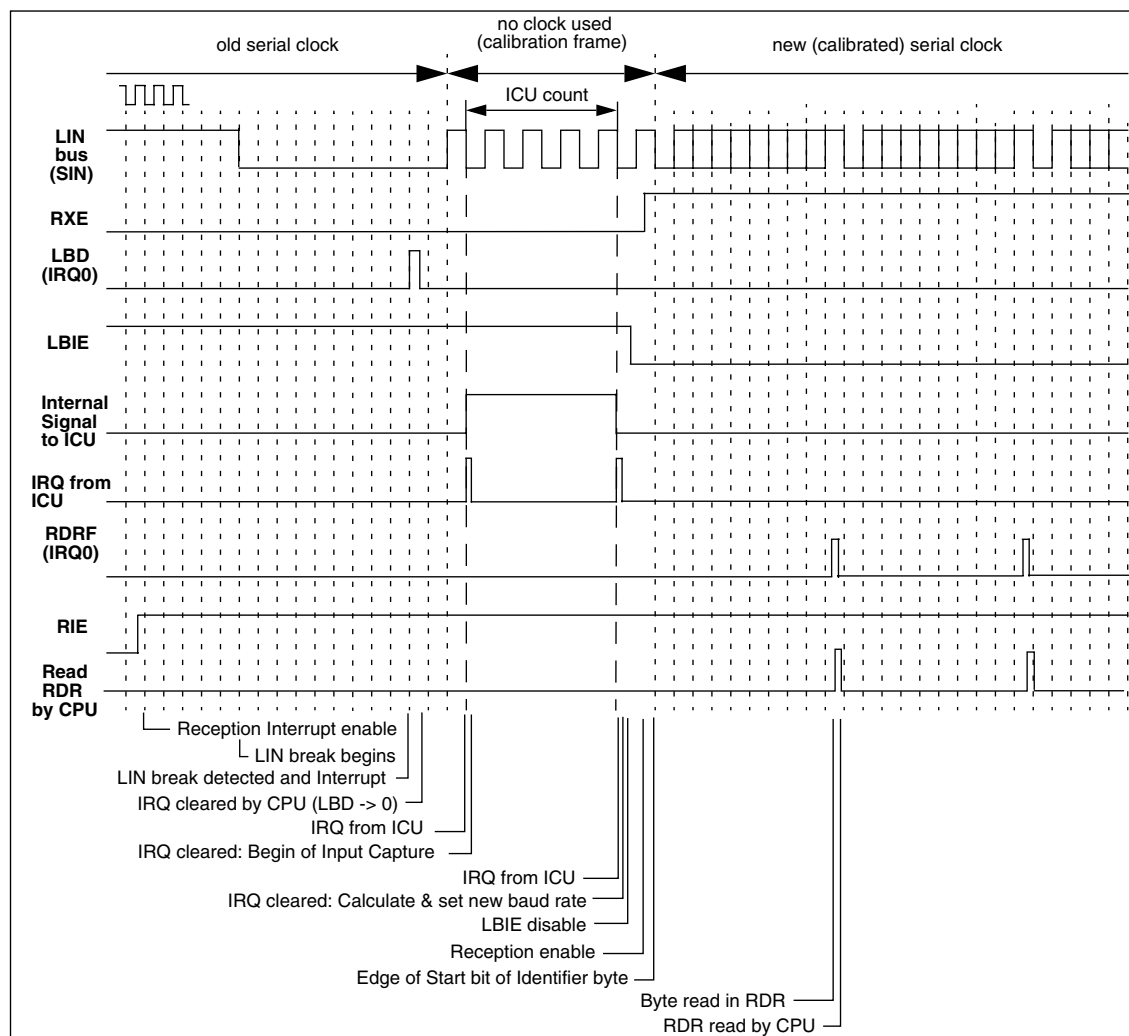 no clock used
old serial clock
(calibration frame)
new (calibrated) serial clock
ICU count
LIN
bus
(SIN)
RXE
LBD
(IRQ0)
LBIE
Internal
Signal
to ICU
IRQ from
ICU
RDRF
(IRQ0)
RIE
Read
RDR
by CPU
Reception Interrupt enable
LIN break begins
LIN break detected and Interrupt
IRQ cleared by CPU (LBD -> 0)
IRQ from ICU
IRQ cleared: Begin of Input Capture
IRQ from ICU
IRQ cleared: Calculate & set new baud rate
LBIE disable
Reception enable
Edge of Start bit of Identifier byte
Byte read in RDR
RDR read by CPU